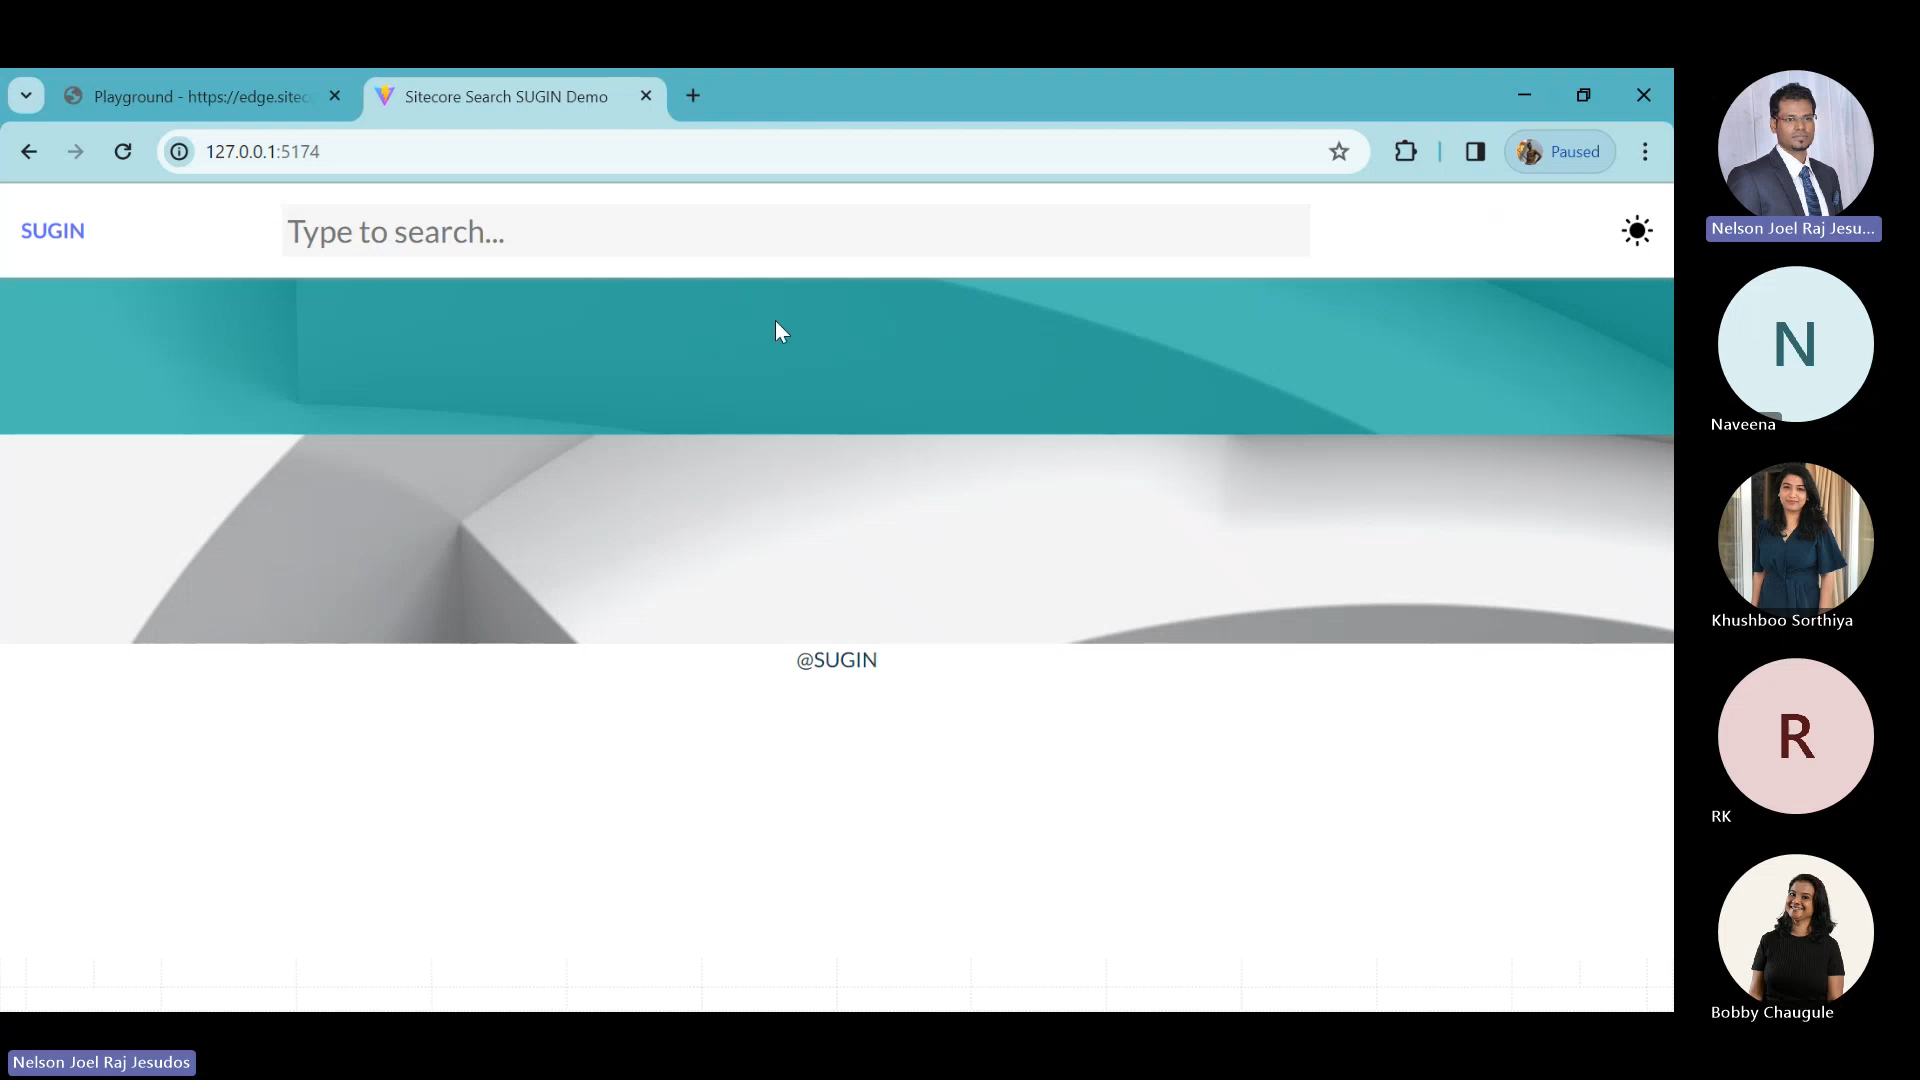 Playground - https://edge.sitec
Sitecore Search SUGIN Demo
127.0.0.1:5174
Paused
SUGIN
Type to search...
@SUGIN
Nelson Joel Raj Jesu...
N
Naveena
Khushboo Sorthiya
R
RK
Bobby Chaugule
Nelson Joel Raj Jesudos